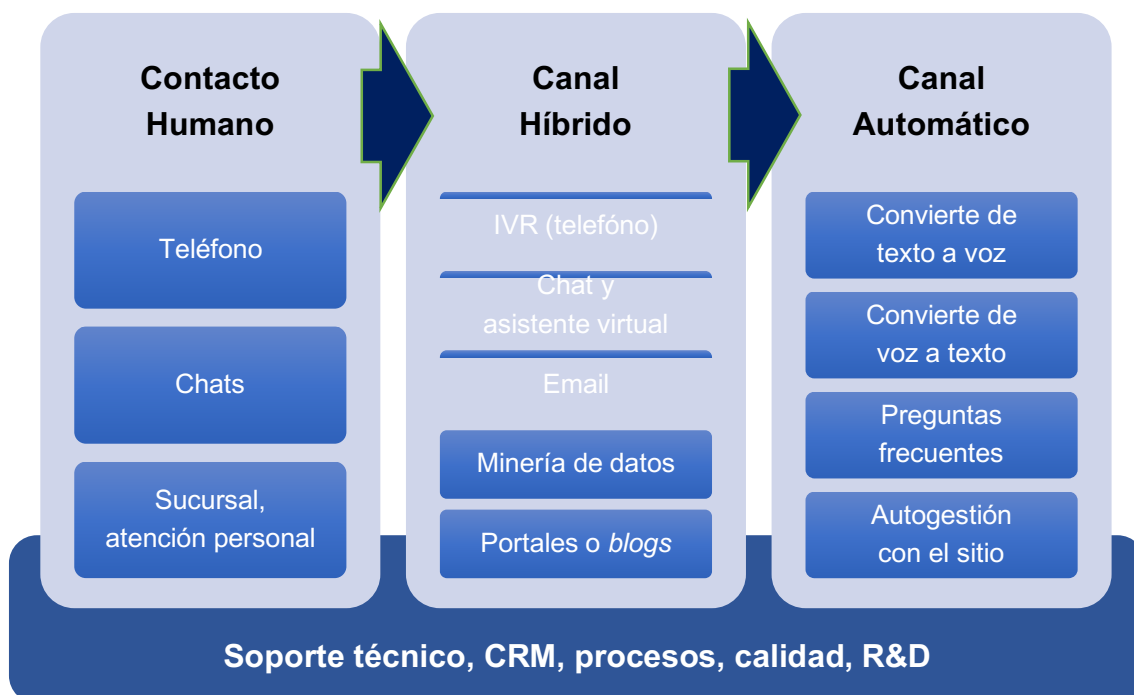 Contacto
Humano
Teléfono
Chats
Sucursal,
atención personal
Canal
Híbrido
IVR (telefóno)
Chat y
asistente virtual
Email
Minería de datos
Portales o blogs
Canal
Automático
Convierte de
texto a voz
Convierte de
voz a texto
Preguntas
frecuentes
Autogestión
con el sitio
Soporte técnico, CRM, procesos, calidad, R&D